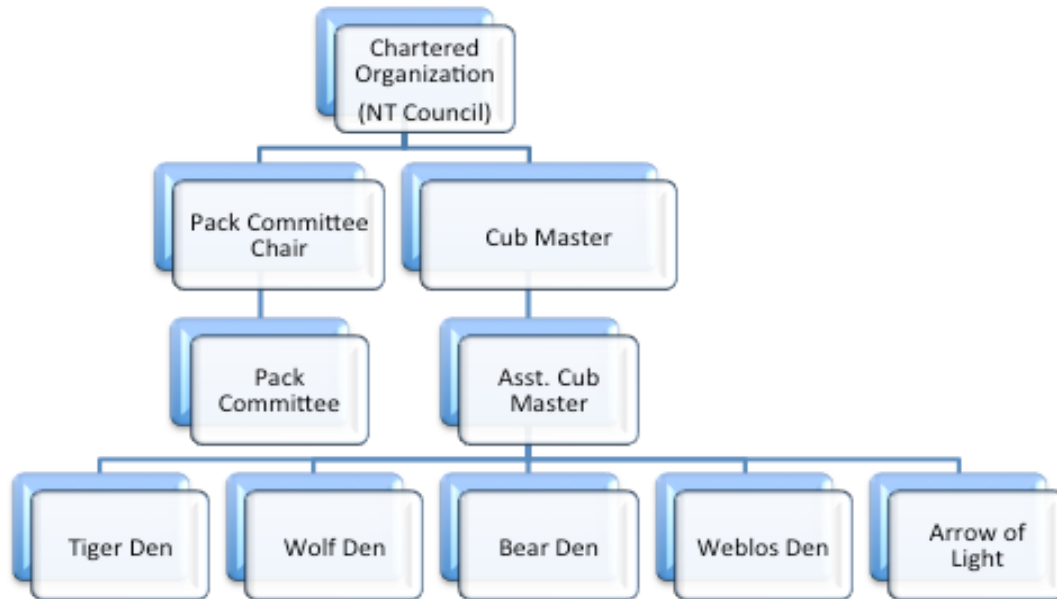 Chartered
Organization
(NT Council)
Pack Committee
Chair
Cub Master
Pack
Committee
Asst. Cub
Master
Tiger Den
Wolf Den
Bear Den
Weblos Den
Arrow of
Light